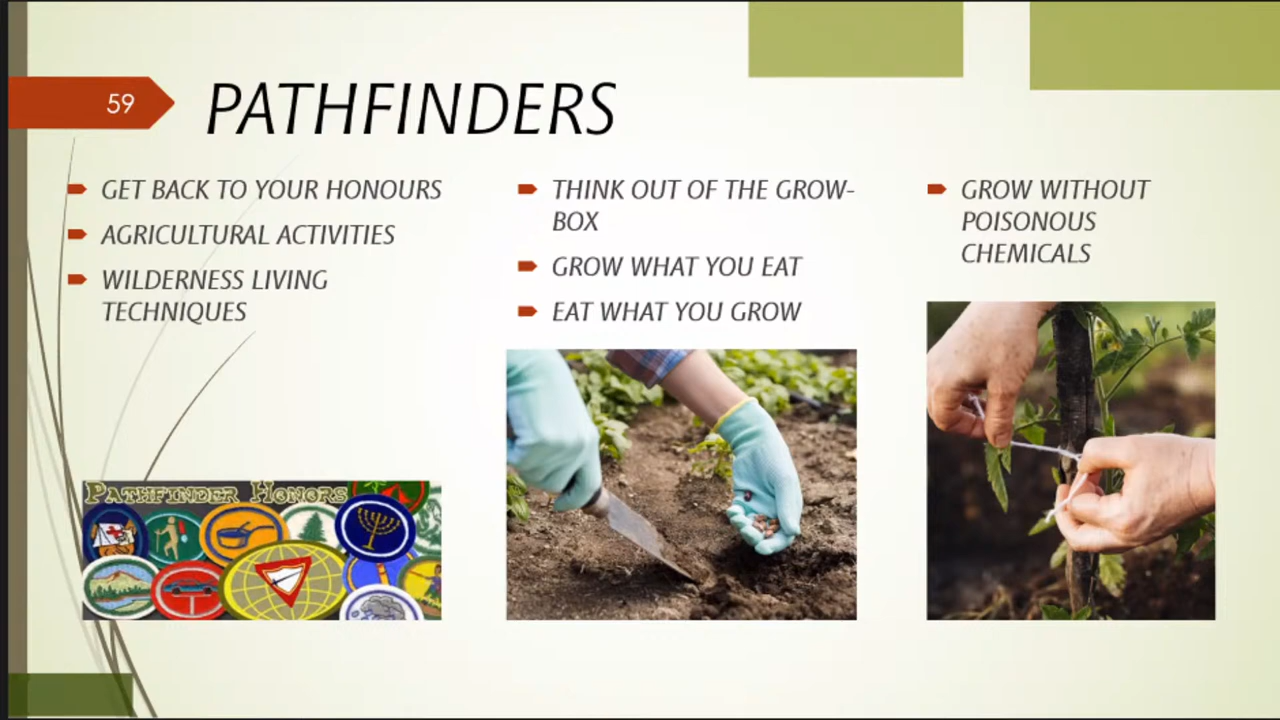 59
PATHFINDERS
GET BACK TO YOUR HONOURS
AGRICULTURAL ACTIVITIES
WILDERNESS LIVING
TECHNIQUES
PATHFINDER HONORS
THINK OUT OF THE GROW-
BOX
GROW WHAT YOU EAT
EAT WHAT YOU GROW
GROW WITHOUT
POISONOUS
CHEMICALS